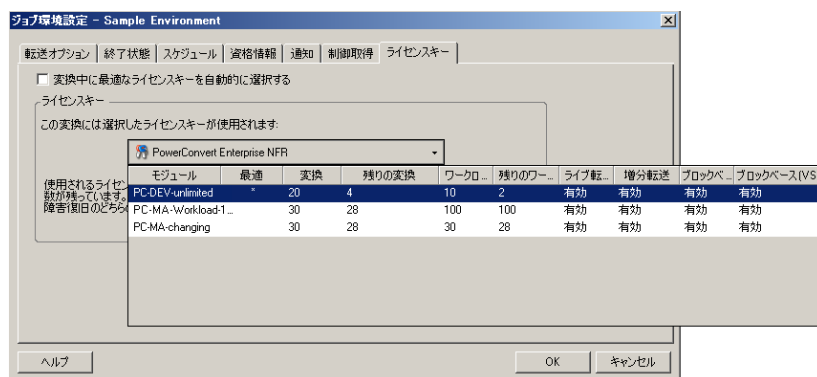 ジョブ環境設定 - Sample Environment
転送オプション 終了状態 スケジュール 資格情報 通知 制御取得 ライセンスキー
変換中に最適なライセンスキーを自動的に選択する
ライセンスキー
この変換には選択したライセンスキーが使用されます:
PowerConvert Enterprise NFR
モジュール 最適 変換 残りの変換 ワークロ... 残りのワー... ライブ転... 増分転送 ブロックベ... ブロックベース(VS
PC-DEV-unlimited * 20 4 10 2 有効 有効 有効 有効
PC-MA-Workload-1... 30 28 100 100 有効 有効 有効 有効
PC-MA-changing 30 28 30 28 有効 有効 有効 有効
使用されるライセン
数が残っています。
障害復旧のどちら
ヘルプ OK キャンセル